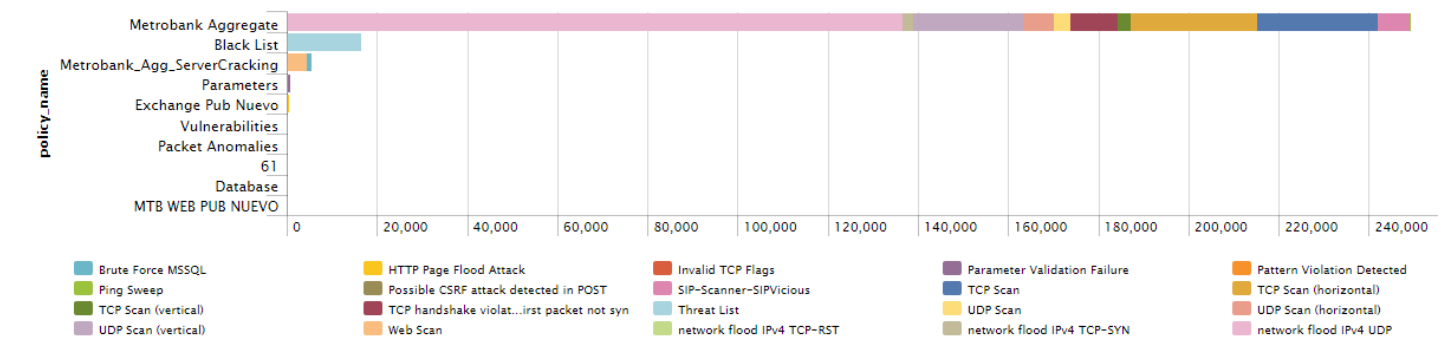 policy_name
Metrobank Aggregate
Black List
Metrobank_Agg_ServerCracking
Parameters
Exchange Pub Nuevo
Vulnerabilities
Packet Anomalies
61
Database
MTB WEB PUB NUEVO
0 20,000 40,000 60,000 80,000 100,000 120,000 140,000 160,000 180,000 200,000 220,000 240,000
Brute Force MSSQL HTTP Page Flood Attack Invalid TCP Flags Parameter Validation Failure Pattern Violation Detected
Ping Sweep Possible CSRF attack detected in POST SIP-Scanner-SIPVicious TCP Scan TCP Scan (horizontal)
TCP Scan (vertical) TCP handshake violat...irst packet not syn Threat List UDP Scan UDP Scan (horizontal)
UDP Scan (vertical) Web Scan network flood IPv4 TCP-RST network flood IPv4 TCP-SYN network flood IPv4 UDP